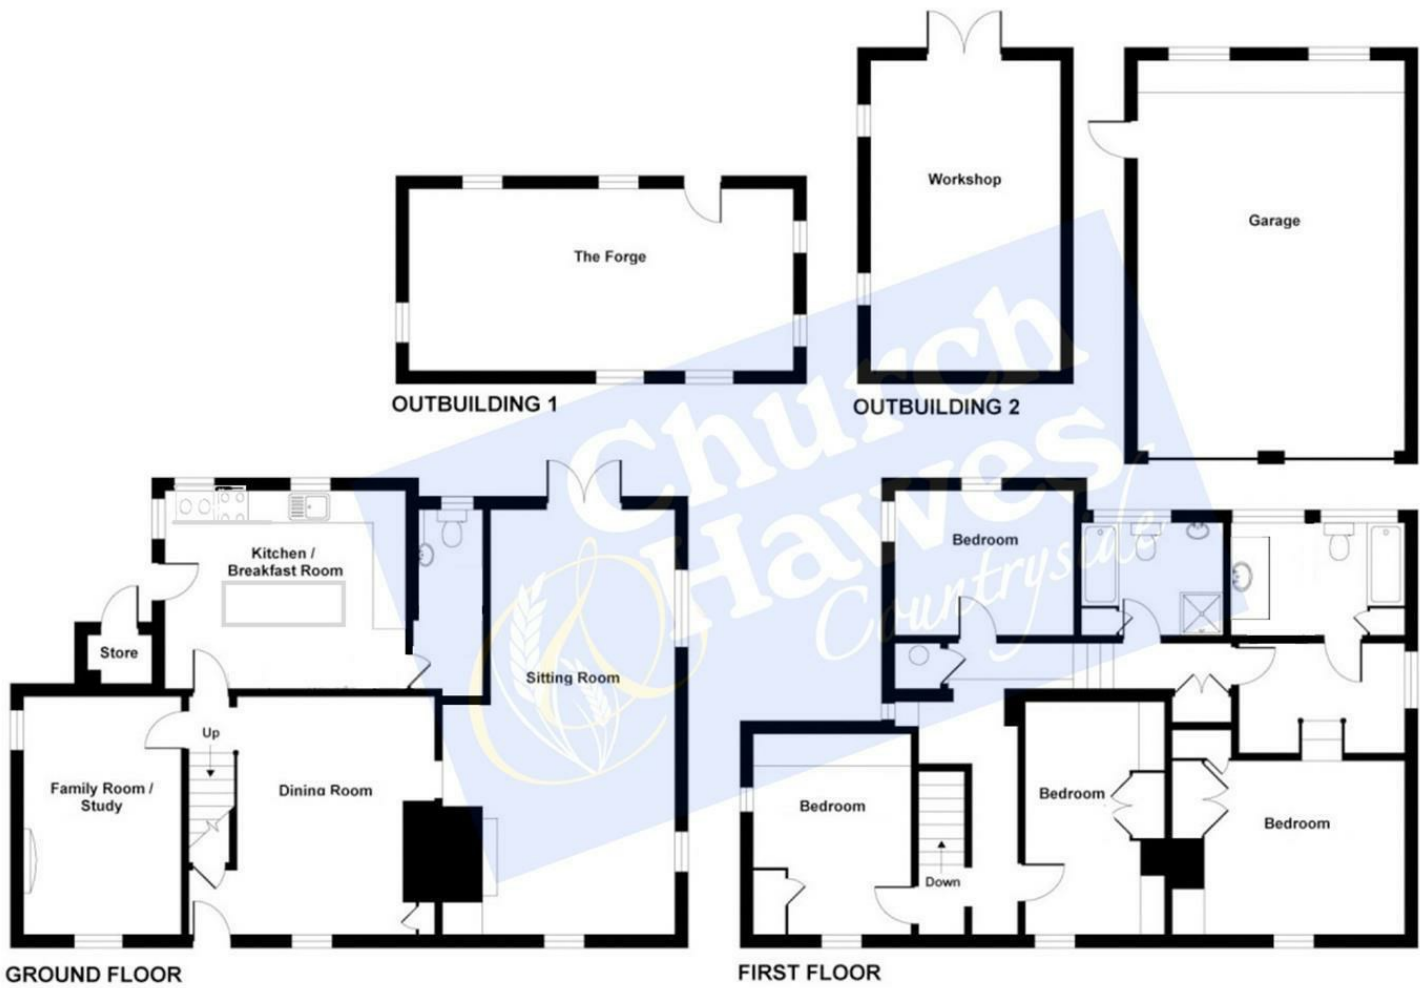 Workshop
Garage
The Forge
OUTBUILDING 1
OUTBUILDING 2
Church
Hawes
Countryside
Kitchen /
Breakfast Room
Store
Sitting Room
Up
Family Room /
Study
Dining Room
GROUND FLOOR
Bedroom
Bedroom
Bedroom
Bedroom
Down
FIRST FLOOR